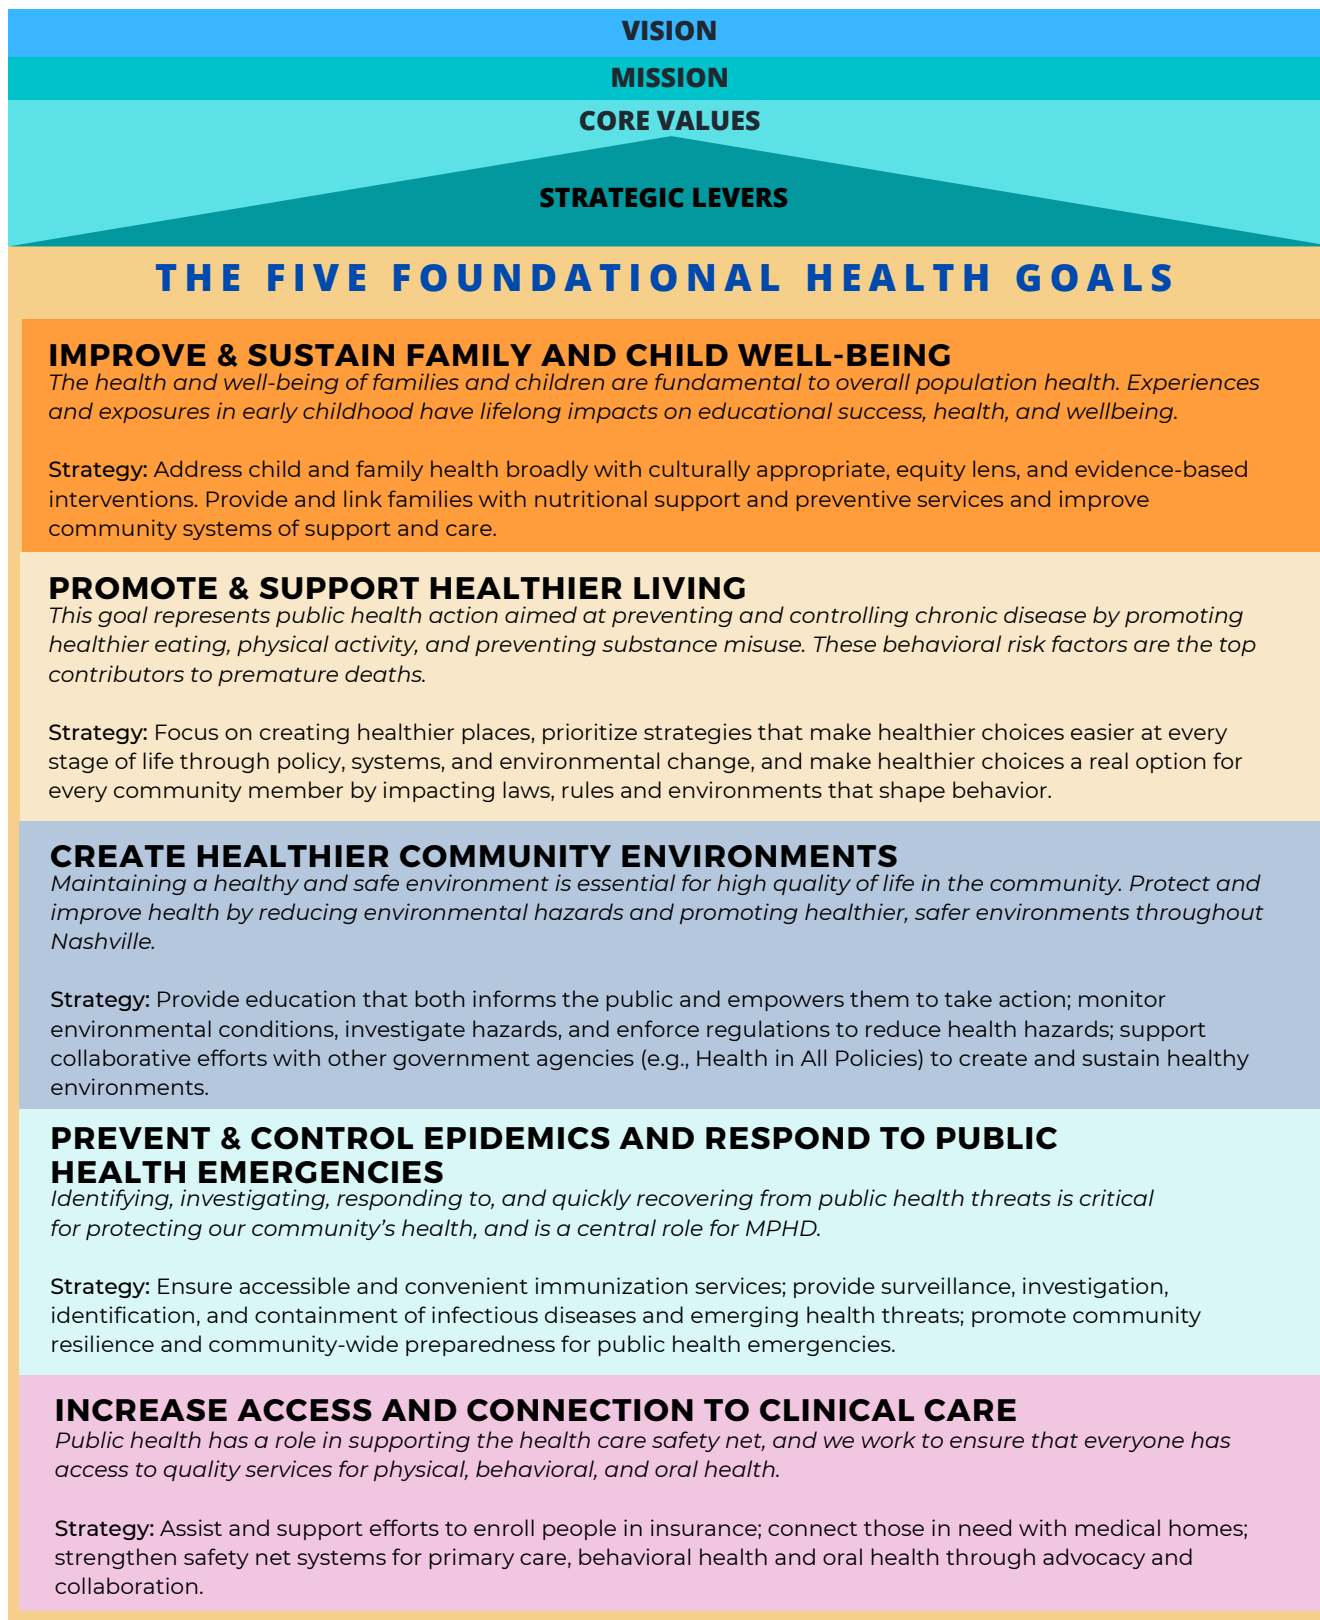 VISION
MISSION
CORE VALUES
STRATEGIC LEVERS
THE FIVE FOUNDATIONAL HEALTH GOALS
IMPROVE & SUSTAIN FAMILY AND CHILD WELL-BEING
The health and well-being of families and children are fundamental to overall population health. Experiences
and exposures in early childhood have lifelong impacts on educational success, health, and wellbeing.
Strategy: Address child and family health broadly with culturally appropriate, equity lens, and evidence-based
interventions. Provide and link families with nutritional support and preventive services and improve
community systems of support and care.
PROMOTE & SUPPORT HEALTHIER LIVING
This goal represents public health action aimed at preventing and controlling chronic disease by promoting
healthier eating, physical activity, and preventing substance misuse. These behavioral risk factors are the top
contributors to premature deaths.
Strategy: Focus on creating healthier places, prioritize strategies that make healthier choices easier at every
stage of life through policy, systems, and environmental change, and make healthier choices a real option for
every community member by impacting laws, rules and environments that shape behavior.
CREATE HEALTHIER COMMUNITY ENVIRONMENTS
Maintaining a healthy and safe environment is essential for high quality of life in the community. Protect and
improve health by reducing environmental hazards and promoting healthier, safer environments throughout
Nashville.
Strategy: Provide education that both informs the public and empowers them to take action; monitor
environmental conditions, investigate hazards, and enforce regulations to reduce health hazards; support
collaborative efforts with other government agencies (e.g., Health in All Policies) to create and sustain healthy
environments.
PREVENT & CONTROL EPIDEMICS AND RESPOND TO PUBLIC
HEALTH EMERGENCIES
Identifying, investigating, responding to, and quickly recovering from public health threats is critical
for protecting our community’s health, and is a central role for MPHD.
Strategy: Ensure accessible and convenient immunization services; provide surveillance, investigation,
identification, and containment of infectious diseases and emerging health threats; promote community
resilience and community-wide preparedness for public health emergencies.
INCREASE ACCESS AND CONNECTION TO CLINICAL CARE
Public health has a role in supporting the health care safety net, and we work to ensure that everyone has
access to quality services for physical, behavioral, and oral health.
Strategy: Assist and support efforts to enroll people in insurance; connect those in need with medical homes;
strengthen safety net systems for primary care, behavioral health and oral health through advocacy and
collaboration.